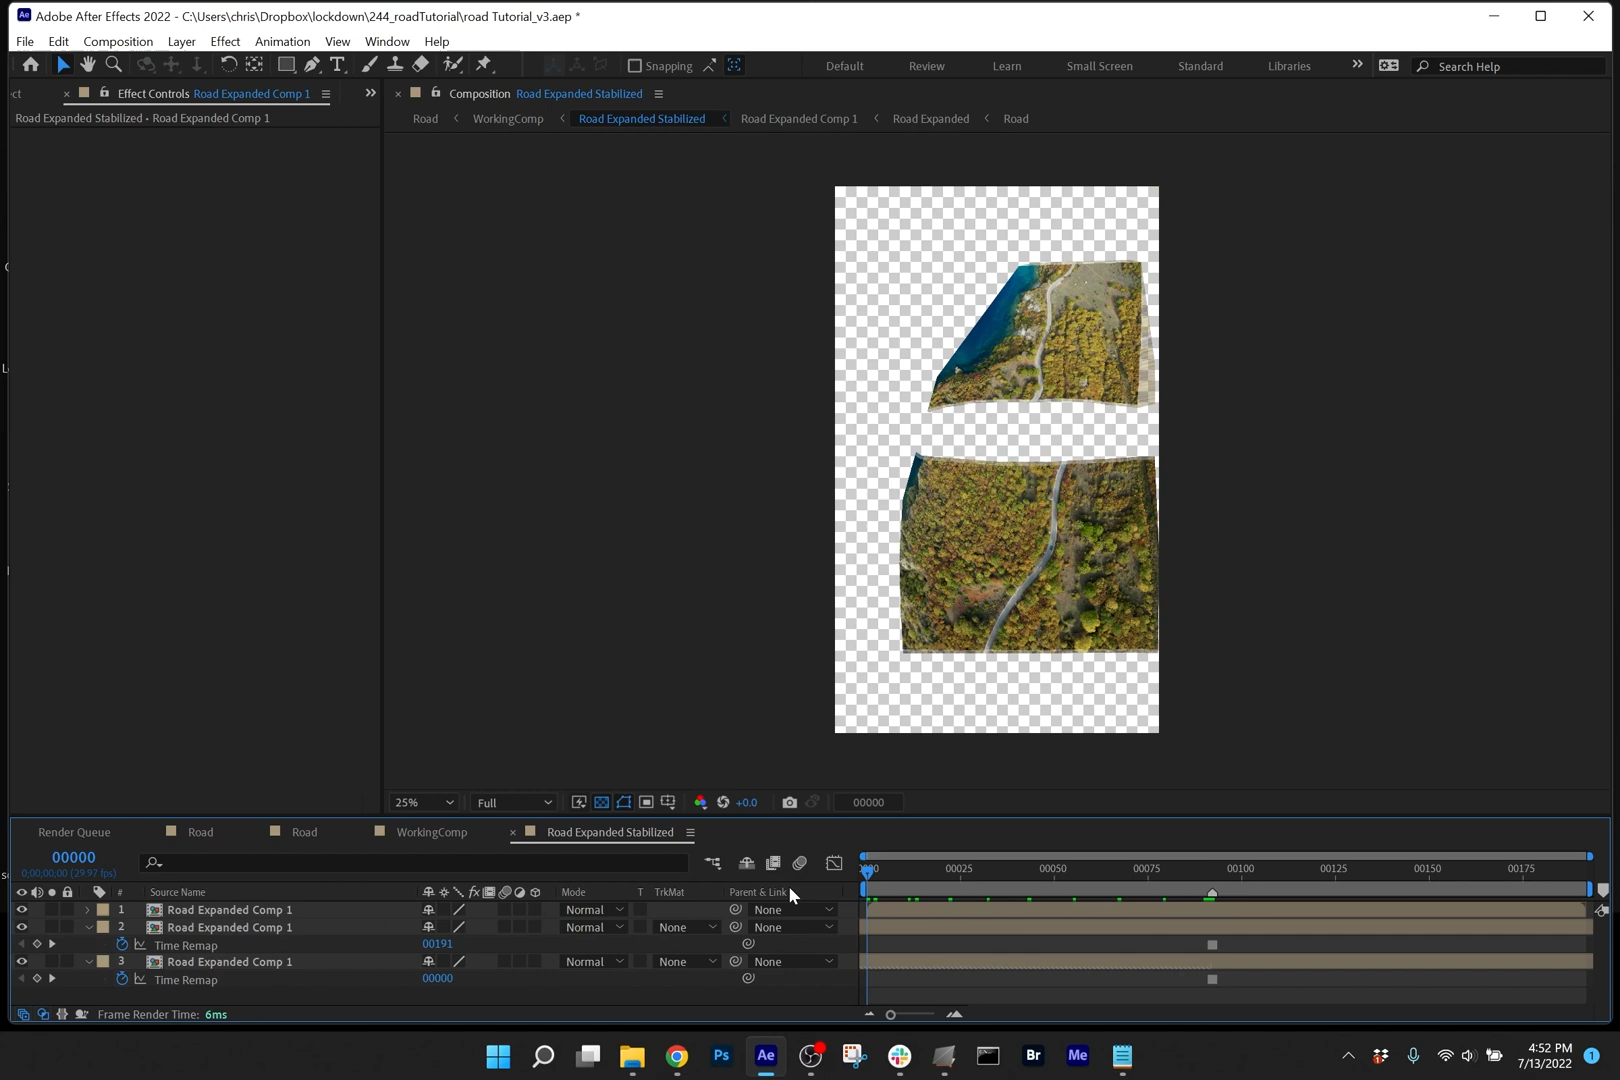 Ae Adobe After Effects 2022 - C:\Users\chris\Dropbox\lockdown\244_roadTutorial\road Tutorial_v3.aep *
File Edit Composition Layer Effect Animation View Window Help
Snapping Default Review Learn Small Screen Standard Libraries Search Help
ct Effect Controls Road Expanded Comp 1 Composition Road Expanded Stabilized
Road Expanded Stabilized • Road Expanded Comp 1
Road WorkingComp Road Expanded Stabilized Road Expanded Comp 1 Road Expanded Road
25% Full +0.0 00000
Render Queue Road Road WorkingComp Road Expanded Stabilized
00000
0;00;00;00 (29.97 fps)
00025 00050 00075 00100 00125 00150 00175
# Source Name fx Mode T TrkMat Parent & Link
1 Road Expanded Comp 1 Normal None
2 Road Expanded Comp 1 Normal None None
Time Remap 00191
3 Road Expanded Comp 1 Normal None None
Time Remap 00000
Frame Render Time: 6ms
Ps Ae Br Me
4:52 PM
7/13/2022 1